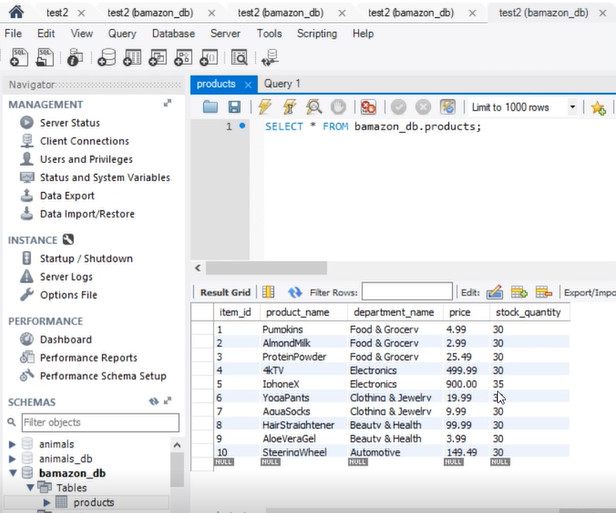 test2 test2 (bamazon_db) test2 (bamazon_db) test2 (bamazon_db) test2 (bamazon_db)
File Edit View Query Database Server Tools Scripting Help
Navigator
MANAGEMENT
Server Status
Client Connections
Users and Privileges
Status and System Variables
Data Export
Data Import/Restore
INSTANCE
Startup / Shutdown
Server Logs
Options File
PERFORMANCE
Dashboard
Performance Reports
Performance Schema Setup
SCHEMAS
Filter objects
animals
animals_db
bamazon_db
Tables
products
products Query 1
Limit to 1000 rows
1 SELECT * FROM bamazon_db.products;
Result Grid Filter Rows: Edit: Export/Impo
item_id product_name department_name price stock_quantity
1 Pumpkins Food & Grocery 4.99 30
2 AlmondMilk Food & Grocery 2.99 30
3 ProteinPowder Food & Grocery 25.49 30
4 4kTV Electronics 499.99 30
5 IphoneX Electronics 900.00 35
6 YogaPants Clothing & Jewelry 19.99
7 AquaSocks Clothing & Jewelry 9.99 30
8 HairStraightener Beauty & Health 99.99 30
9 AloeVeraGel Beauty & Health 3.99 30
10 SteeringWheel Automotive 149.49 30
NULL NULL NULL NULL NULL